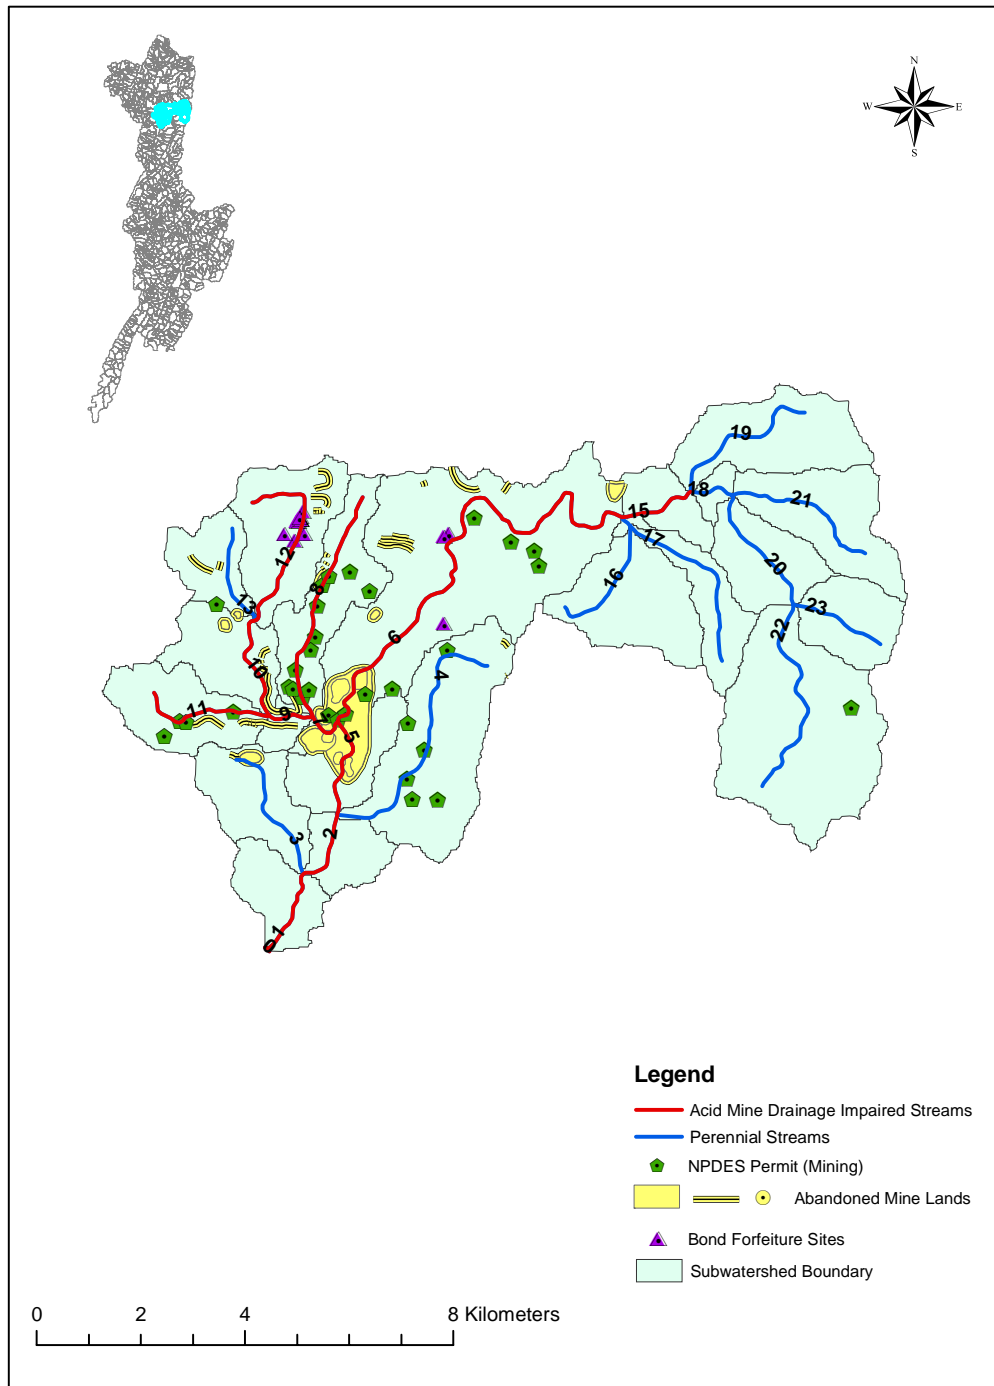 N
W
E
S
19
18
21
15
17
20
16
23
22
12
8
13
6
10
4
11
9
7
5
3
2
1
0
Legend
Acid Mine Drainage Impaired Streams
Perennial Streams
NPDES Permit (Mining)
Abandoned Mine Lands
Bond Forfeiture Sites
Subwatershed Boundary
0 2 4 8 Kilometers